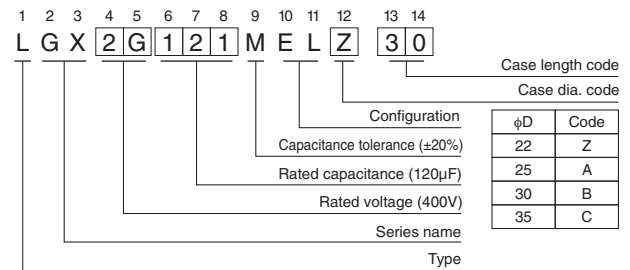 1 2 3 4 5 6 7 8 9 10 11 12 13 14
L G X 2 G 1 2 1 M E L Z 3 0
Case length code
Case dia. code
Configuration
Capacitance tolerance (±20%)
Rated capacitance (120µF)
Rated voltage (400V)
Series name
Type
ϕD Code
22 Z
25 A
30 B
35 C